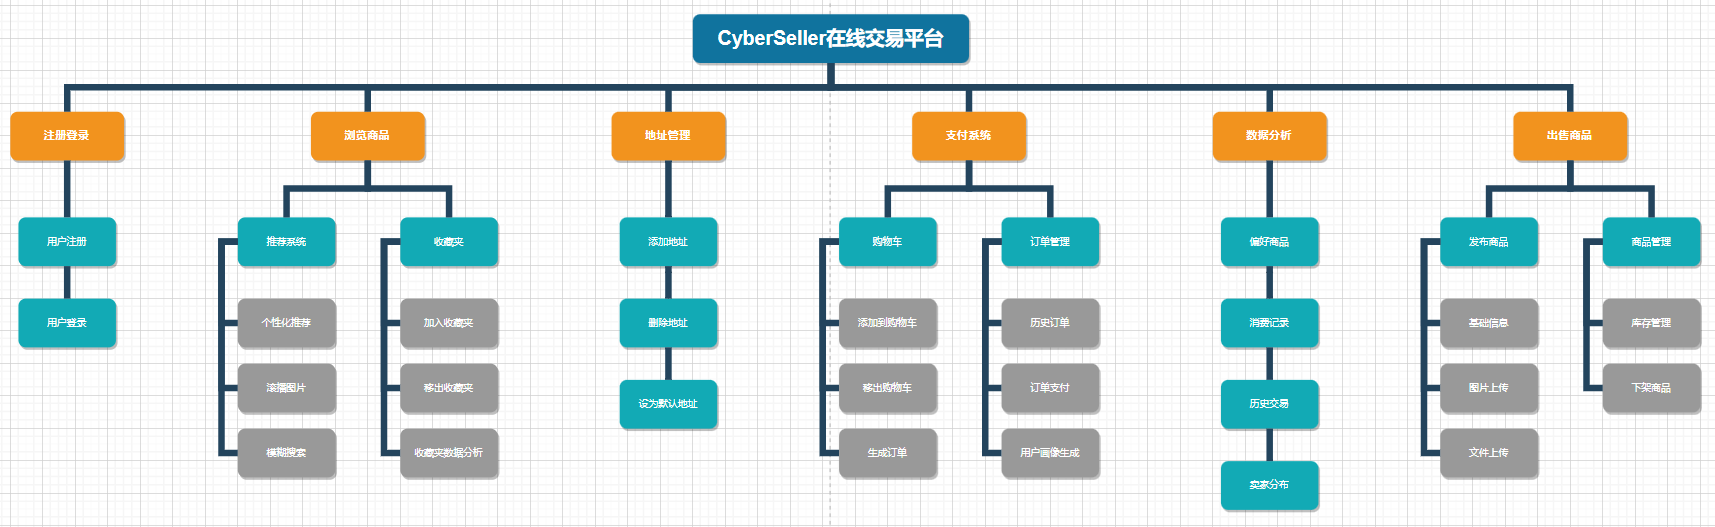 CyberSeller在线交易平台
注册登录
浏览商品
地址管理
支付系统
数据分析
出售商品
用户注册
推荐系统
收藏夹
添加地址
购物车
订单管理
偏好商品
发布商品
商品管理
用户登录
个性化推荐
加入收藏夹
删除地址
添加到购物车
历史订单
消费记录
基础信息
库存管理
滚播图片
移出收藏夹
设为默认地址
移出购物车
订单支付
历史交易
图片上传
下架商品
模期搜索
收藏夹数据分析
生成订单
用户画像生成
卖家分布
文件上传